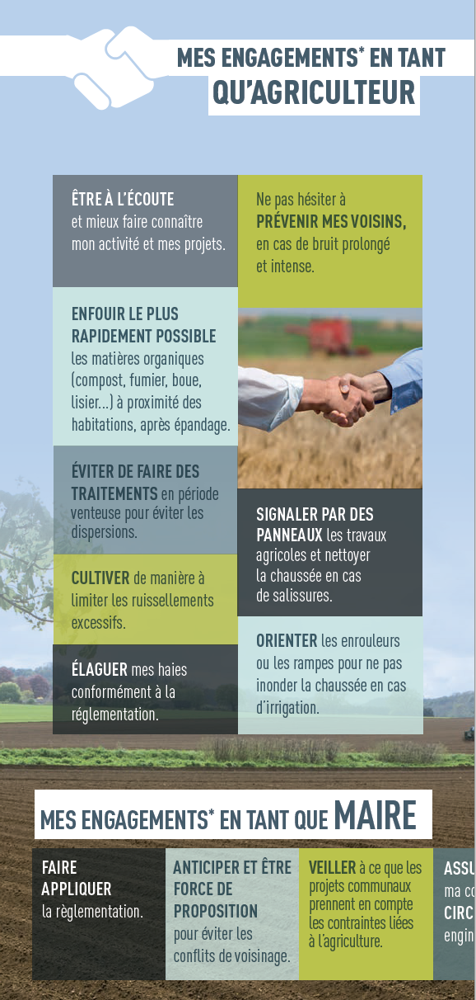 MES ENGAGEMENTS* EN TANT
QU'AGRICULTEUR
ÊTRE À L'ÉCOUTE
et mieux faire connaître
mon activité et mes projets.
ENFOUIR LE PLUS
RAPIDEMENT POSSIBLE
les matières organiques
(compost, fumier, boue,
lisier...) à proximité des
habitations, après épandage.
ÉVITER DE FAIRE DES
TRAITEMENTS en période
venteuse pour éviter les
dispersions.
CULTIVER de manière à
limiter les ruissellements
excessifs.
ÉLAGUER mes haies
conformément à la
réglementation.
Ne pas hésiter à
PRÉVENIR MES VOISINS,
en cas de bruit prolongé
et intense.
SIGNALER PAR DES
PANNEAUX les travaux
agricoles et nettoyer
la chaussée en cas
de salissures.
ORIENTER les enrouleurs
ou les rampes pour ne pas
inonder la chaussée en cas
d'irrigation.
MES ENGAGEMENTS* EN TANT QUE MAIRE
FAIRE
APPLIQUER
la règlementation.
ANTICIPER ET ÊTRE
FORCE DE
PROPOSITION
pour éviter les
conflits de voisinage.
VEILLER à ce que les
projets communaux
prennent en compte
les contraintes liées
à l'agriculture.
ma